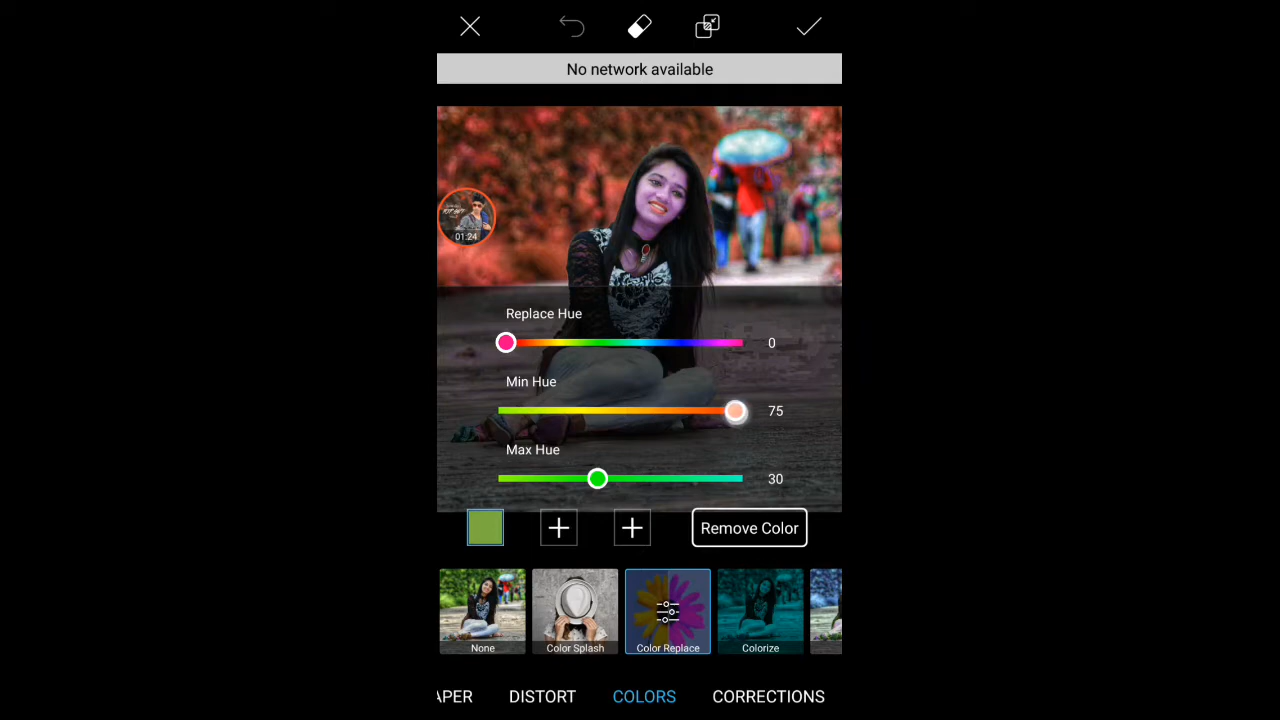 No network available
01:24
Replace Hue
0
Min Hue
75
Max Hue
30
Remove Color
None
Color Splash
Color Replace
Colorize
APER
DISTORT
COLORS
CORRECTIONS